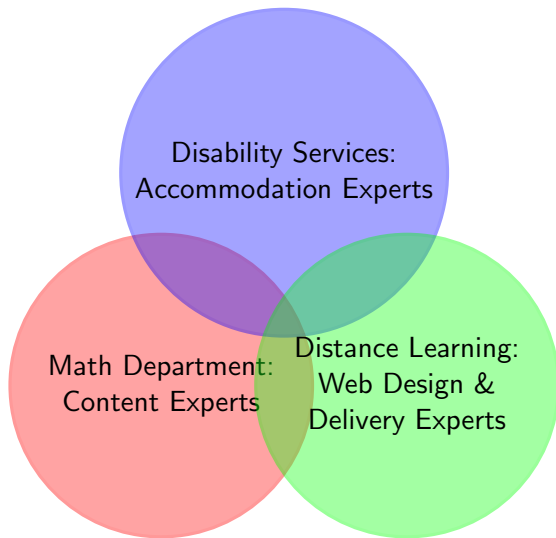 Disability Services:
Accommodation Experts
Math Department:
Content Experts
Distance Learning:
Web Design &
Delivery Experts